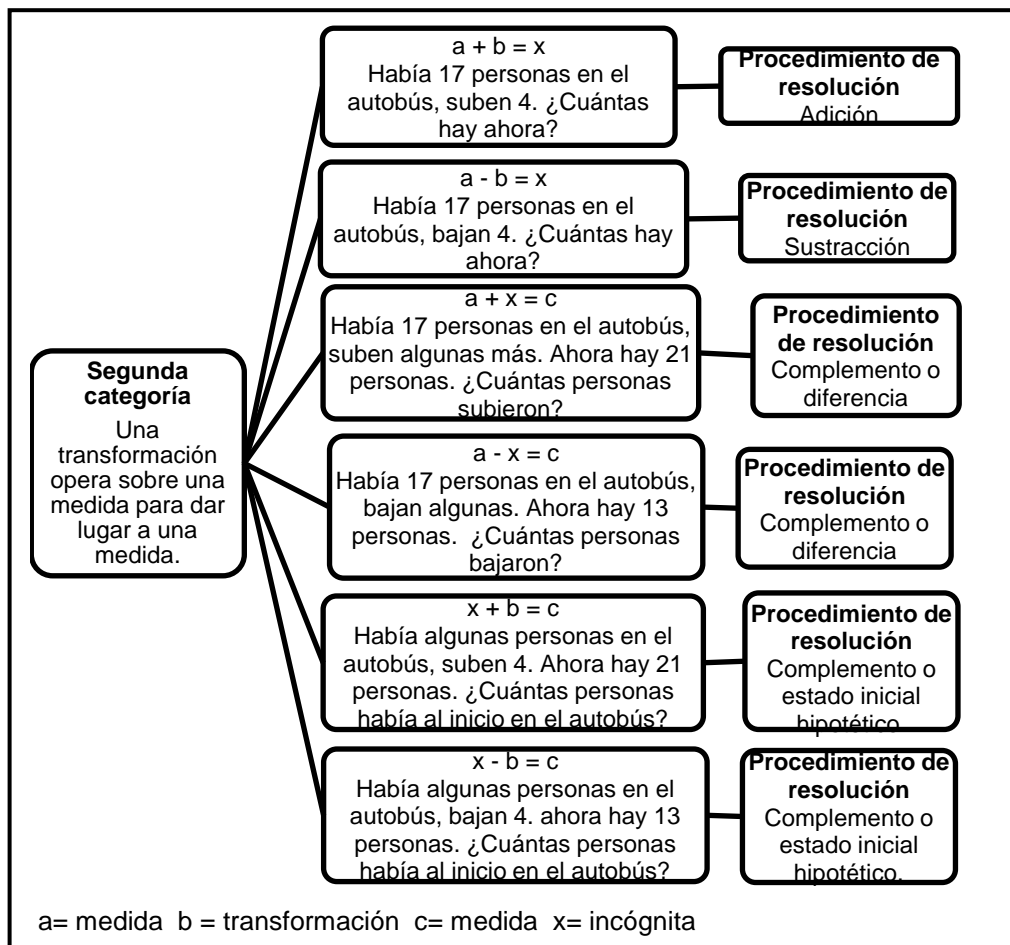 Segunda
categoría
Una
transformación
opera sobre una
medida para dar
lugar a una
medida.
a + b = x
Había 17 personas en el
autobús, suben 4. ¿Cuántas
hay ahora?
Procedimiento de
resolución
Adición
a - b = x
Había 17 personas en el
autobús, bajan 4. ¿Cuántas hay
ahora?
Procedimiento de
resolución
Sustracción
a + x = c
Había 17 personas en el autobús,
suben algunas más. Ahora hay 21
personas. ¿Cuántas personas
subieron?
Procedimiento
de resolución
Complemento o
diferencia
a - x = c
Había 17 personas en el autobús,
bajan algunas. Ahora hay 13
personas.  ¿Cuántas personas
bajaron?
Procedimiento de
resolución
Complemento o
diferencia
x + b = c
Había algunas personas en el
autobús, suben 4. Ahora hay 21
personas. ¿Cuántas personas
había al inicio en el autobús?
Procedimiento de
resolución
Complemento o
estado inicial
hipotético
x - b = c
Había algunas personas en el
autobús, bajan 4. ahora hay 13
personas. ¿Cuántas personas
había al inicio en el autobús?
Procedimiento de
resolución
Complemento o
estado inicial
hipotético.
a= medida  b = transformación  c= medida  x= incógnita